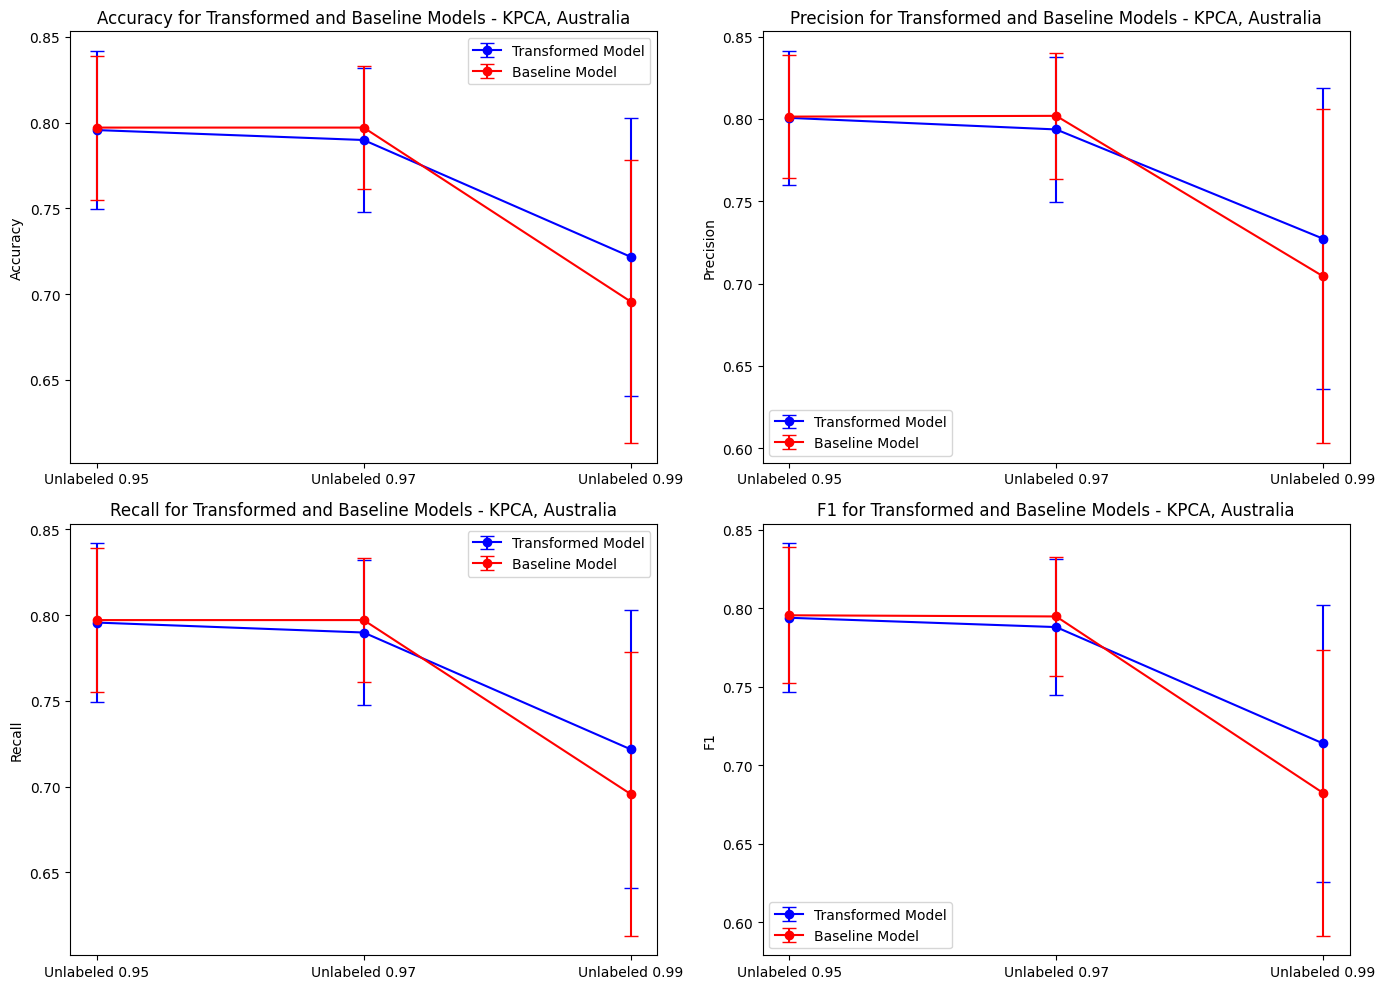 Accuracy for Transformed and Baseline Models - KPCA, Australia
0.85
0.80
0.75
0.70
0.65
Accuracy
Transformed Model
Baseline Model
Unlabeled 0.95
Unlabeled 0.97
Unlabeled 0.99
Precision for Transformed and Baseline Models - KPCA, Australia
0.85
0.80
0.75
0.70
0.65
0.60
Precision
Transformed Model
Baseline Model
Unlabeled 0.95
Unlabeled 0.97
Unlabeled 0.99
Recall for Transformed and Baseline Models - KPCA, Australia
0.85
0.80
0.75
0.70
0.65
Recall
Transformed Model
Baseline Model
Unlabeled 0.95
Unlabeled 0.97
Unlabeled 0.99
F1 for Transformed and Baseline Models - KPCA, Australia
0.85
0.80
0.75
0.70
0.65
0.60
F1
Transformed Model
Baseline Model
Unlabeled 0.95
Unlabeled 0.97
Unlabeled 0.99